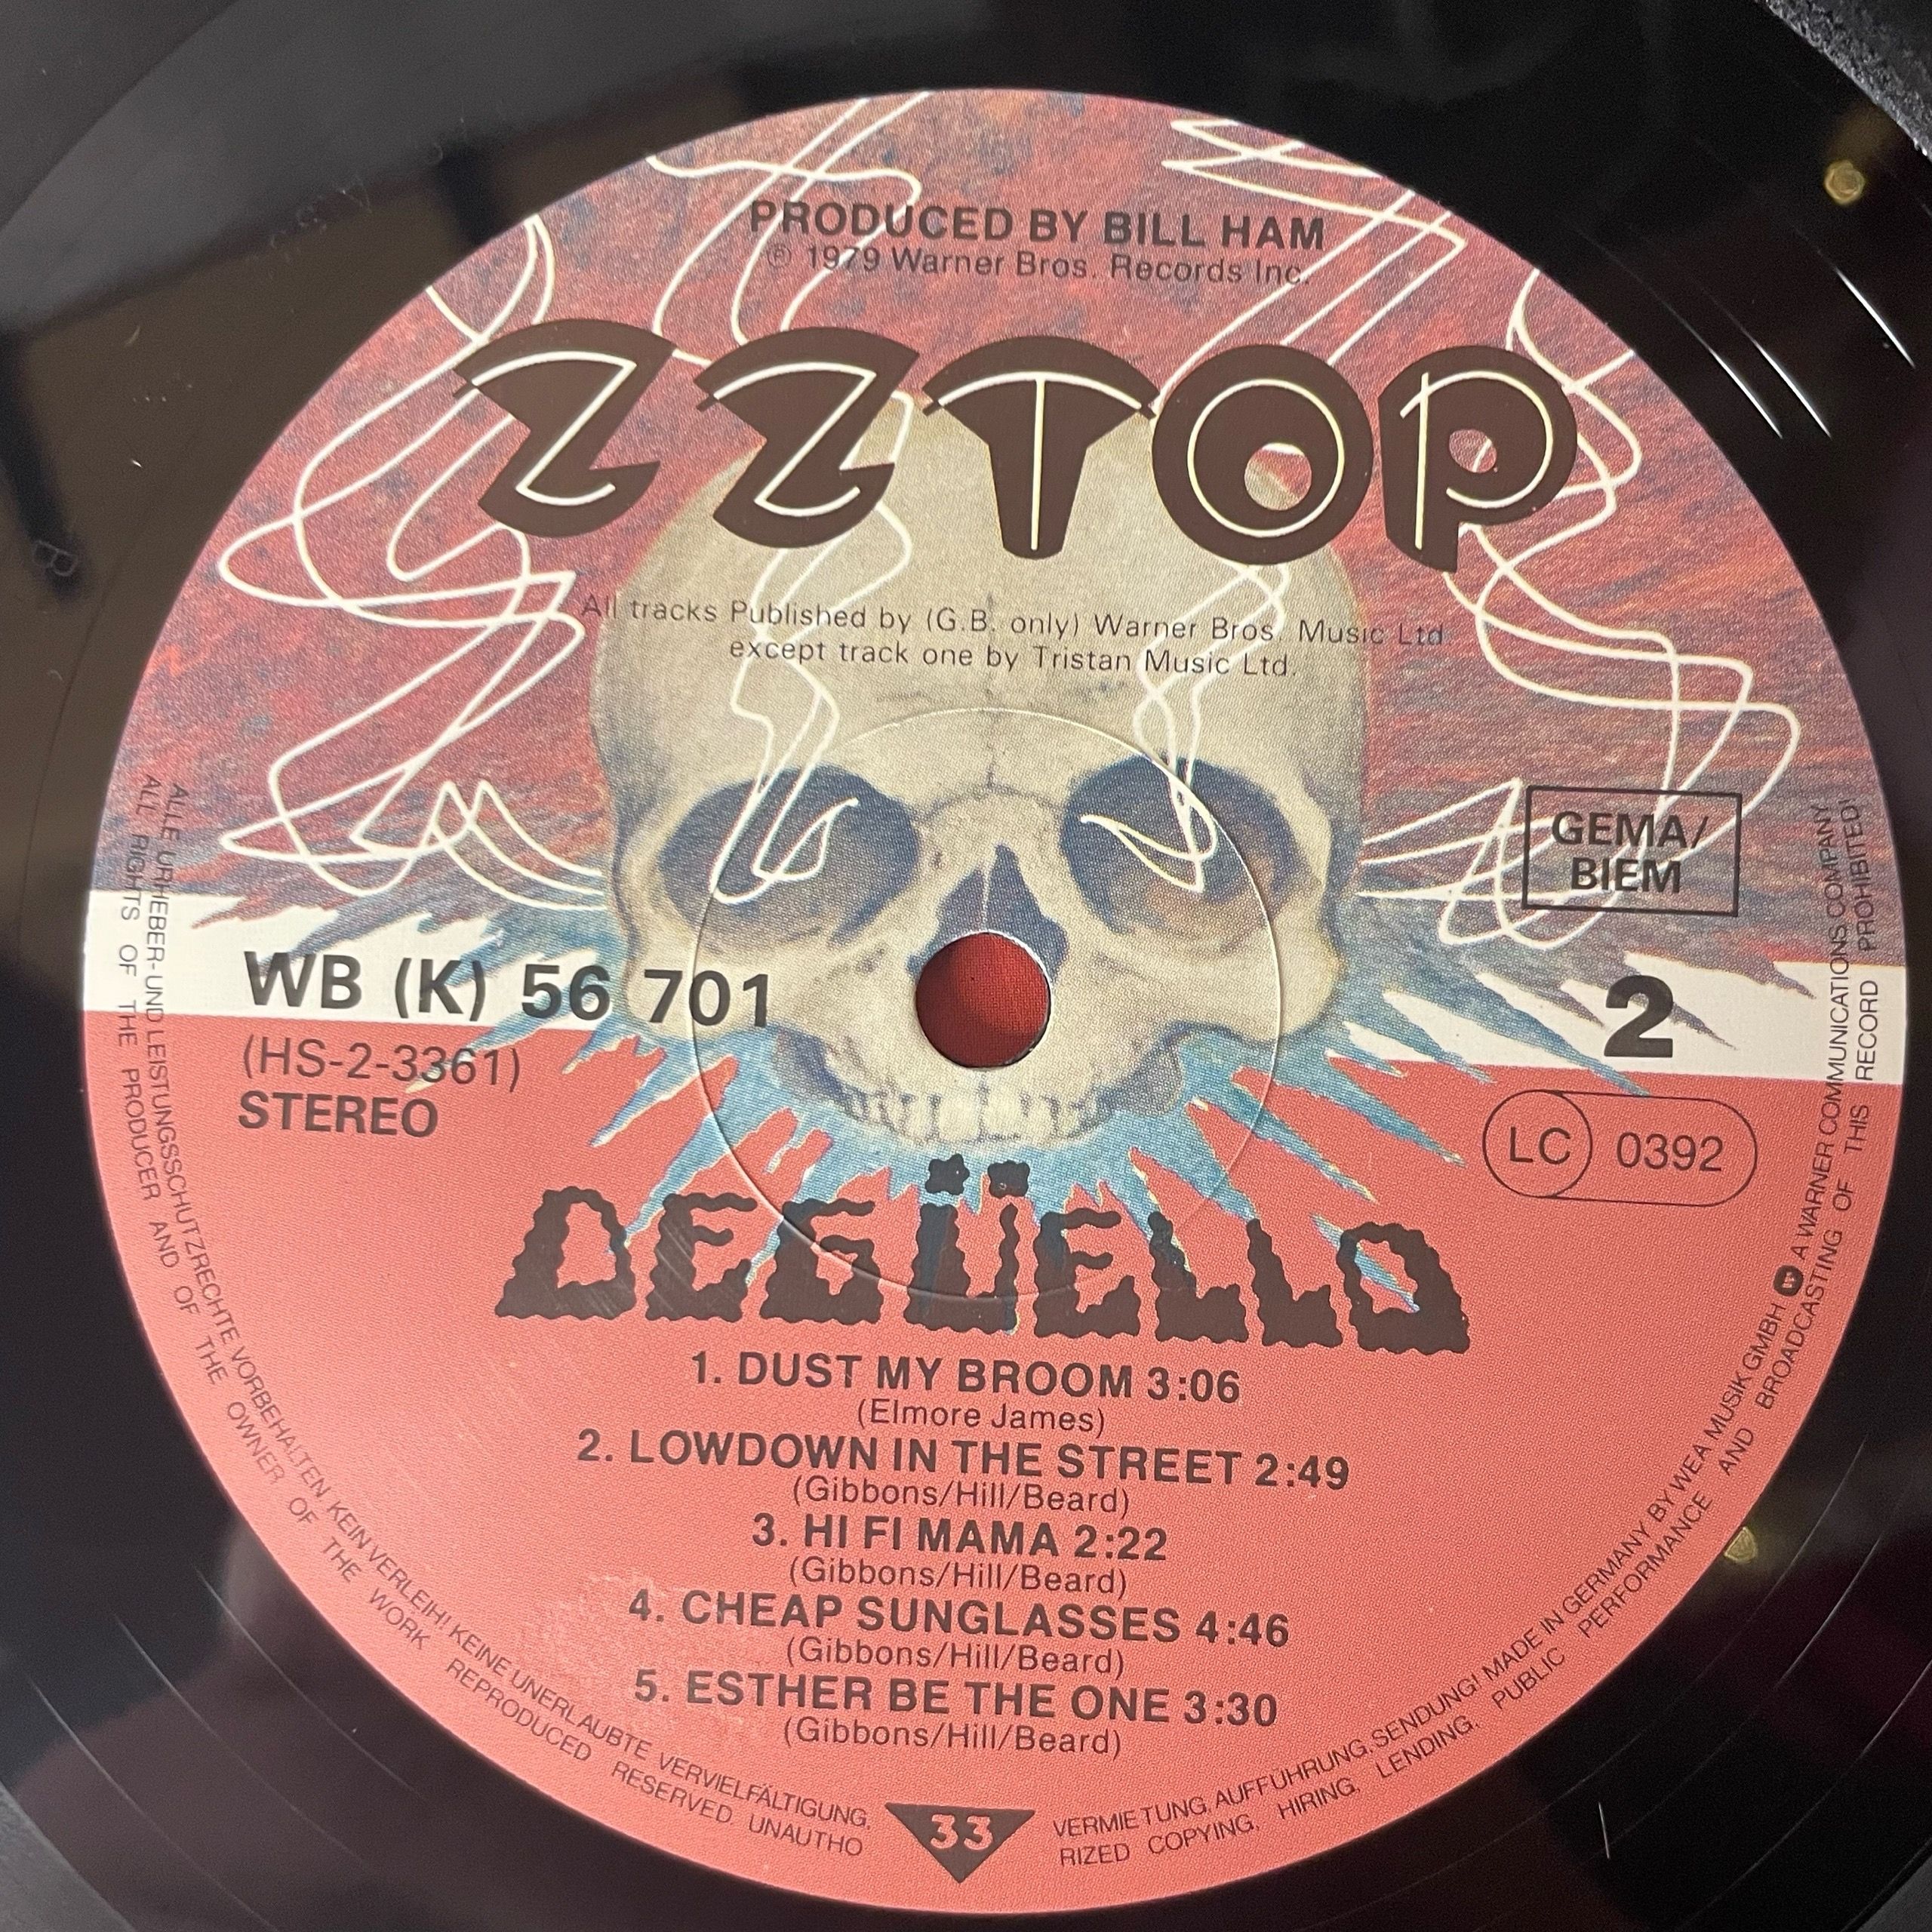 PRODUCED BY BILL HAM
℗ 1979 Warner Bros. Records Inc.
ZZ TOP
All tracks Published by (G.B. only) Warner Bros. Music Ltd
except track one by Tristan Music Ltd.
GEMA/
BIEM
WB (K) 56 701
2
(HS-2-3361)
STEREO
LC 0392
DEGÜELLO
1. DUST MY BROOM 3:06
(Elmore James)
2. LOWDOWN IN THE STREET 2:49
(Gibbons/Hill/Beard)
3. HI FI MAMA 2:22
(Gibbons/Hill/Beard)
4. CHEAP SUNGLASSES 4:46
(Gibbons/Hill/Beard)
5. ESTHER BE THE ONE 3:30
(Gibbons/Hill/Beard)
33
ALLE URHEBER- UND LEISTUNGSSCHUTZRECHTE VORBEHALTEN KEIN VERLEIH! KEINE UNERLAUBTE VERVIELFÄLTIGUNG, VERMIETUNG, AUFFÜHRUNG, SENDUNG! MADE IN GERMANY BY WEA MUSIK GMBH W A WARNER COMMUNICATIONS COMPANY
ALL RIGHTS OF THE PRODUCER AND OF THE OWNER OF THE WORK REPRODUCED RESERVED. UNAUTHORIZED COPYING, HIRING, LENDING, PUBLIC PERFORMANCE AND BROADCASTING OF THIS RECORD PROHIBITED!